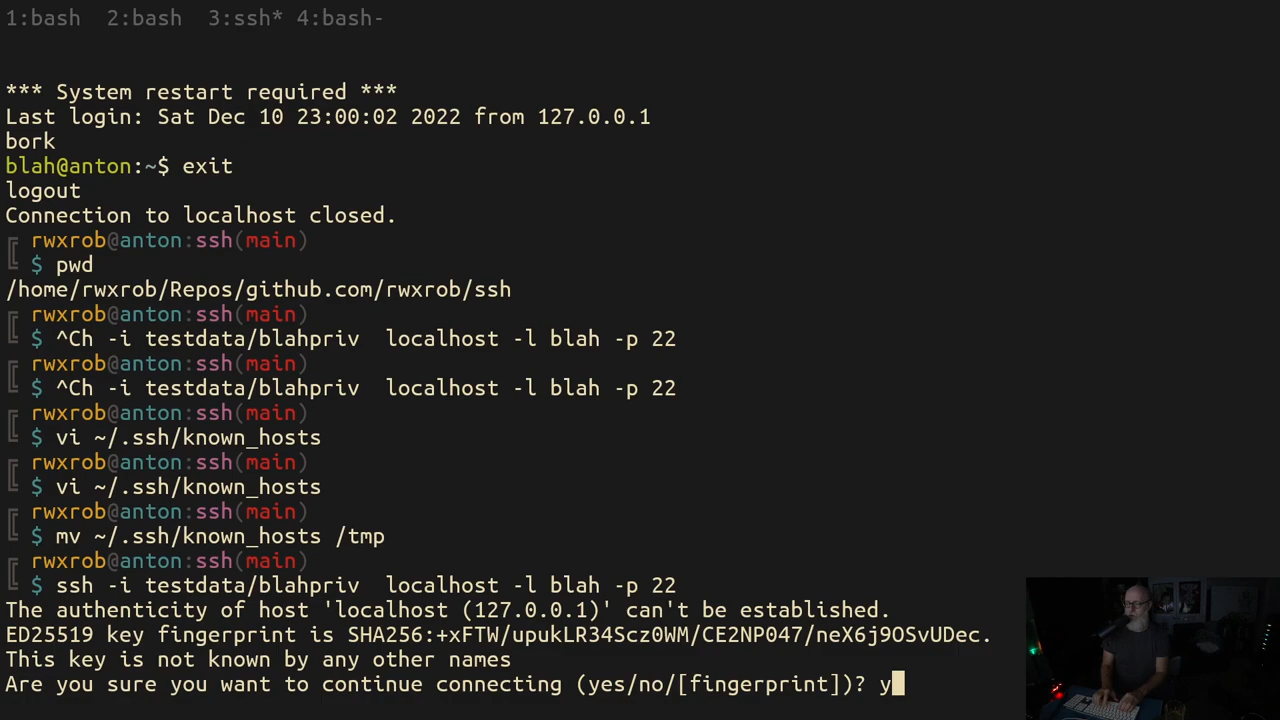 1:bash  2:bash  3:ssh* 4:bash-
*** System restart required ***
Last login: Sat Dec 10 23:00:02 2022 from 127.0.0.1
bork
blah@anton:~$ exit
logout
Connection to localhost closed.
rwxrob@anton:ssh(main)
$ pwd
/home/rwxrob/Repos/github.com/rwxrob/ssh
rwxrob@anton:ssh(main)
$ ^Ch -i testdata/blahpriv  localhost -l blah -p 22
rwxrob@anton:ssh(main)
$ ^Ch -i testdata/blahpriv  localhost -l blah -p 22
rwxrob@anton:ssh(main)
$ vi ~/.ssh/known_hosts
rwxrob@anton:ssh(main)
$ vi ~/.ssh/known_hosts
rwxrob@anton:ssh(main)
$ mv ~/.ssh/known_hosts /tmp
rwxrob@anton:ssh(main)
$ ssh -i testdata/blahpriv  localhost -l blah -p 22
The authenticity of host 'localhost (127.0.0.1)' can't be established.
ED25519 key fingerprint is SHA256:+xFTW/upukLR34Scz0WM/CE2NP047/neX6j9OSvUDec.
This key is not known by any other names
Are you sure you want to continue connecting (yes/no/[fingerprint])? y